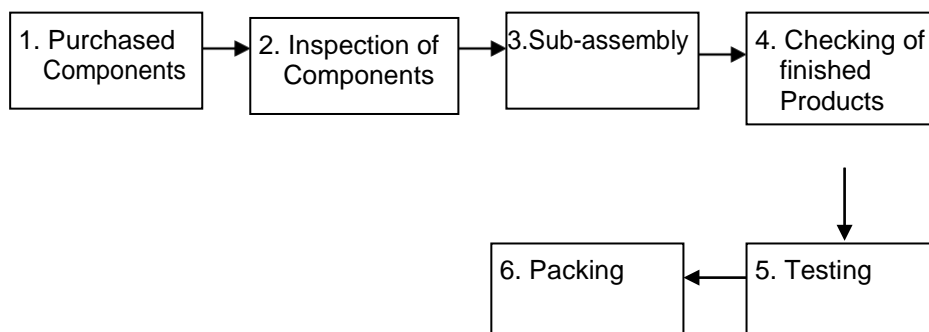 1. Purchased
Components
2. Inspection of
Components
3.Sub-assembly
4. Checking of
finished
Products
6. Packing
5. Testing